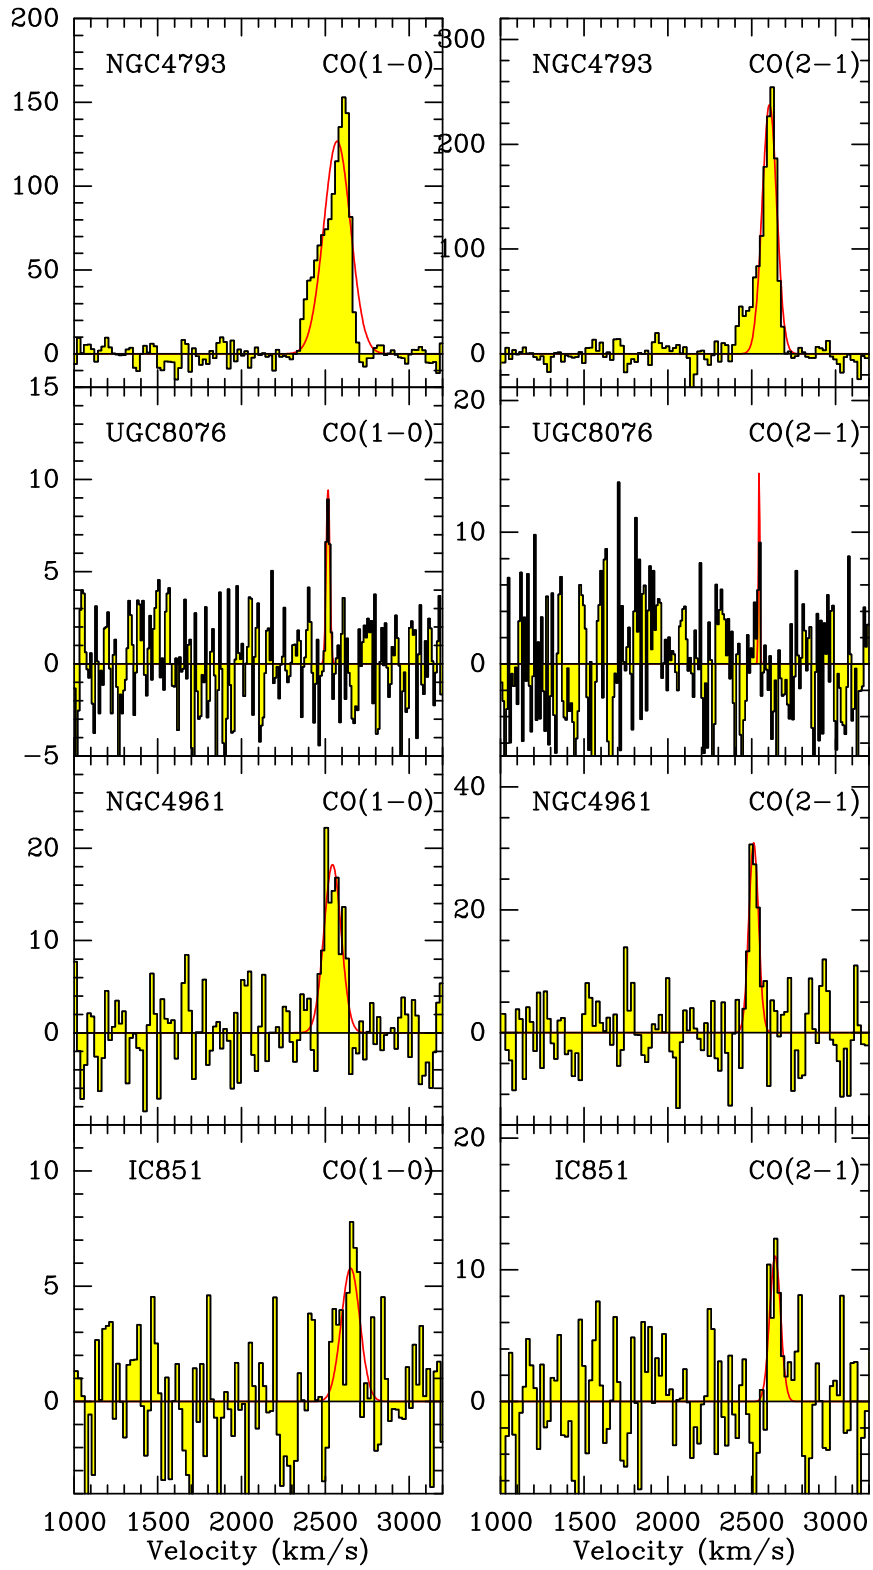 200
150
100
50
0
NGC4793 CO(1−0)
300
200
100
0
NGC4793 CO(2−1)
15
10
5
0
−5
UGC8076 CO(1−0)
20
10
0
UGC8076 CO(2−1)
20
10
0
NGC4961 CO(1−0)
40
20
0
NGC4961 CO(2−1)
10
5
0
IC851 CO(1−0)
20
10
0
IC851 CO(2−1)
1000 1500 2000 2500 3000
Velocity (km/s)
1000 1500 2000 2500 3000
Velocity (km/s)